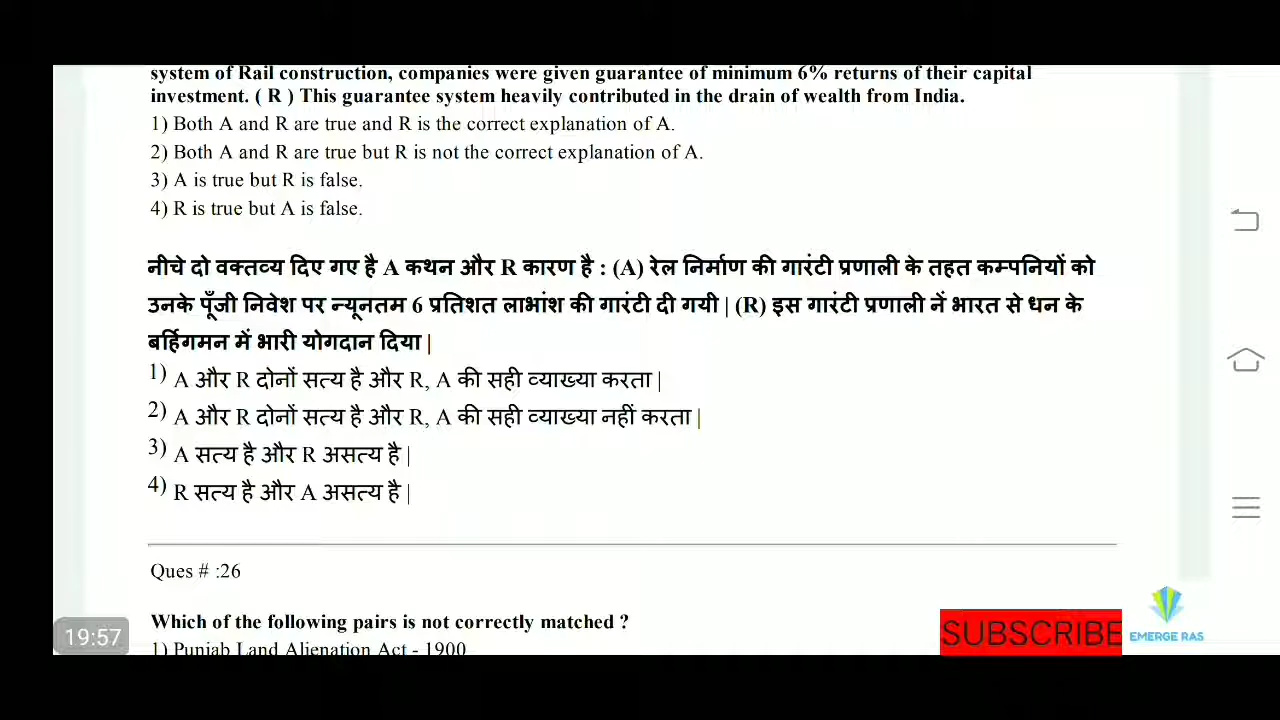 system of Rail construction, companies were given guarantee of minimum 6% returns of their capital
investment. ( R ) This guarantee system heavily contributed in the drain of wealth from India.
1) Both A and R are true and R is the correct explanation of A.
2) Both A and R are true but R is not the correct explanation of A.
3) A is true but R is false.
4) R is true but A is false.
नीचे दो वक्तव्य दिए गए है A कथन और R कारण है : (A) रेल निर्माण की गारंटी प्रणाली के तहत कम्पनियों को
उनके पूँजी निवेश पर न्यूनतम 6 प्रतिशत लाभांश की गारंटी दी गयी | (R) इस गारंटी प्रणाली नें भारत से धन के
बर्हिगमन में भारी योगदान दिया |
1) A और R दोनों सत्य है और R, A की सही व्याख्या करता |
2) A और R दोनों सत्य है और R, A की सही व्याख्या नहीं करता |
3) A सत्य है और R असत्य है |
4) R सत्य है और A असत्य है |
Ques # :26
Which of the following pairs is not correctly matched ?
1) Punjab Land Alienation Act - 1900
19:57
SUBSCRIBE
EMERGE RAS